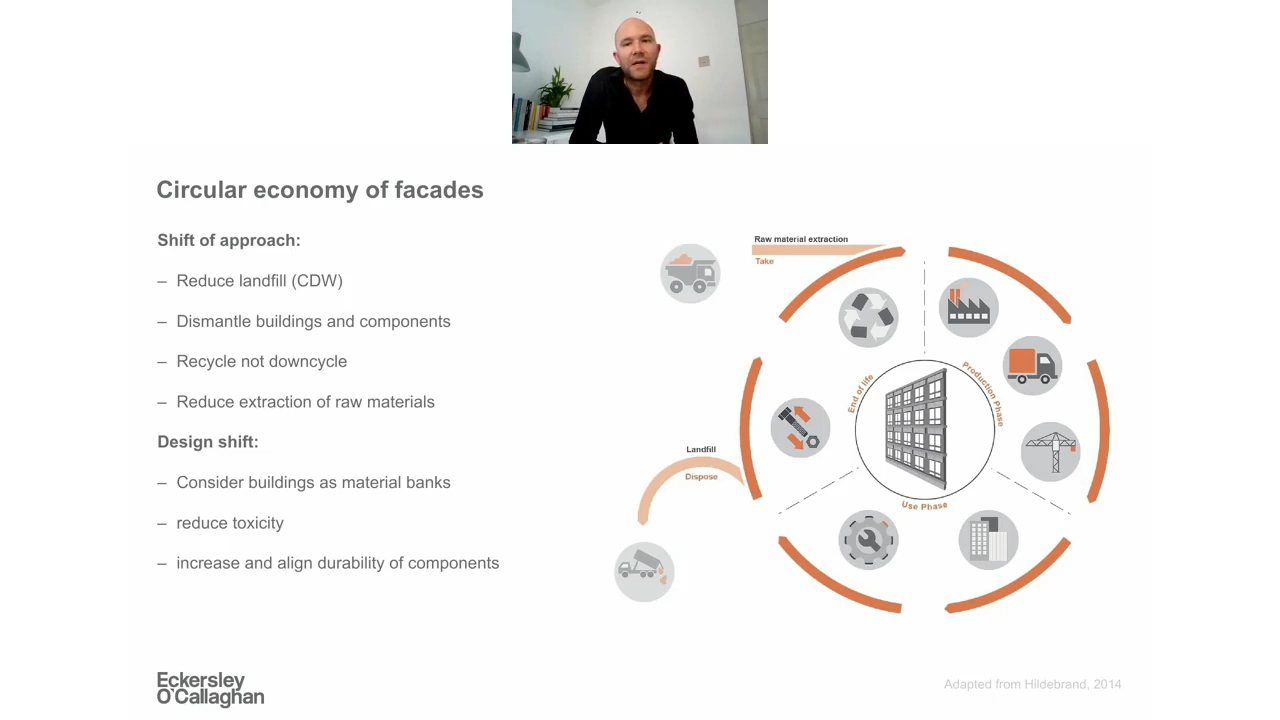 Circular economy of facades
Shift of approach:
– Reduce landfill (CDW)
– Dismantle buildings and components
– Recycle not downcycle
– Reduce extraction of raw materials
Design shift:
– Consider buildings as material banks
– reduce toxicity
– increase and align durability of components
Raw material extraction
Take
Landfill
Dispose
End of life
Production Phase
Use Phase
Eckersley
O'Callaghan
Adapted from Hildebrand, 2014